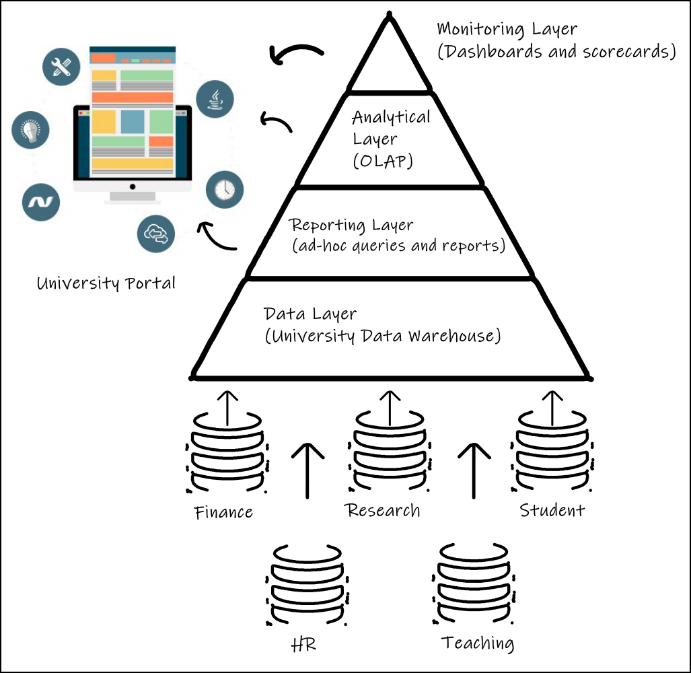 Monitoring Layer
(Dashboards and scorecards)
Analytical
Layer
(OLAP)
Reporting Layer
(ad-hoc queries and reports)
University Portal
Data Layer
(University Data Warehouse)
Finance
Research
Student
HR
Teaching